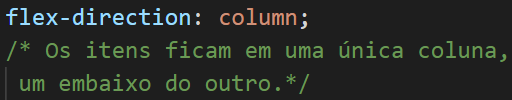 flex-direction: column;
/* Os itens ficam em uma única coluna,
um embaixo do outro.*/